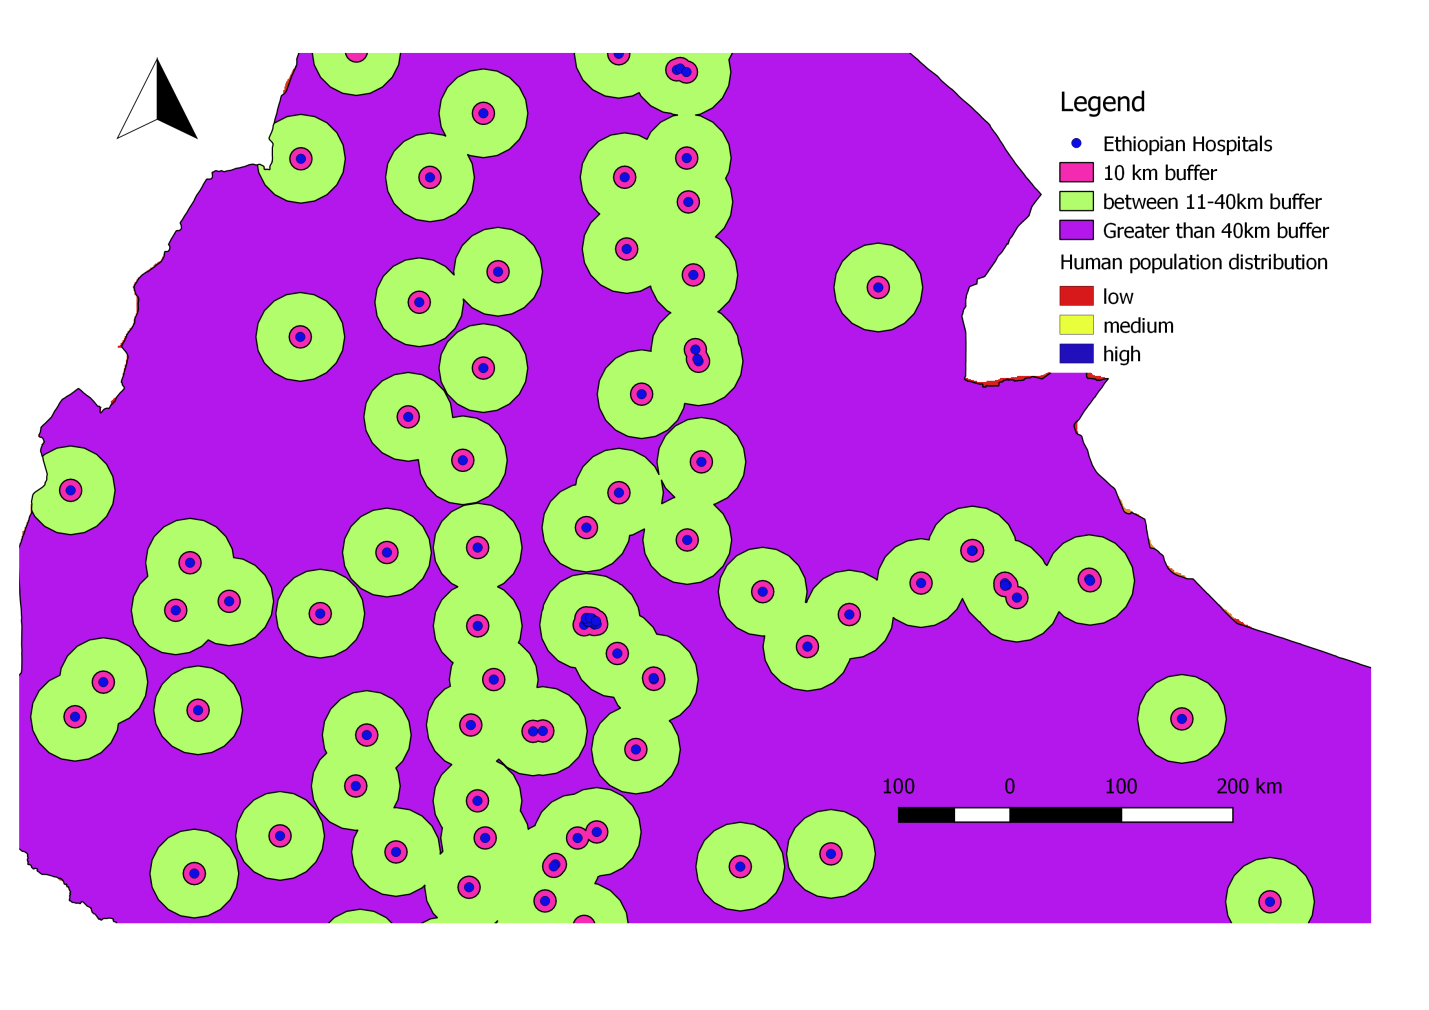 Legend
Ethiopian Hospitals
10 km buffer
between 11-40km buffer
Greater than 40km buffer
Human population distribution
low
medium
high
100 0 100 200 km